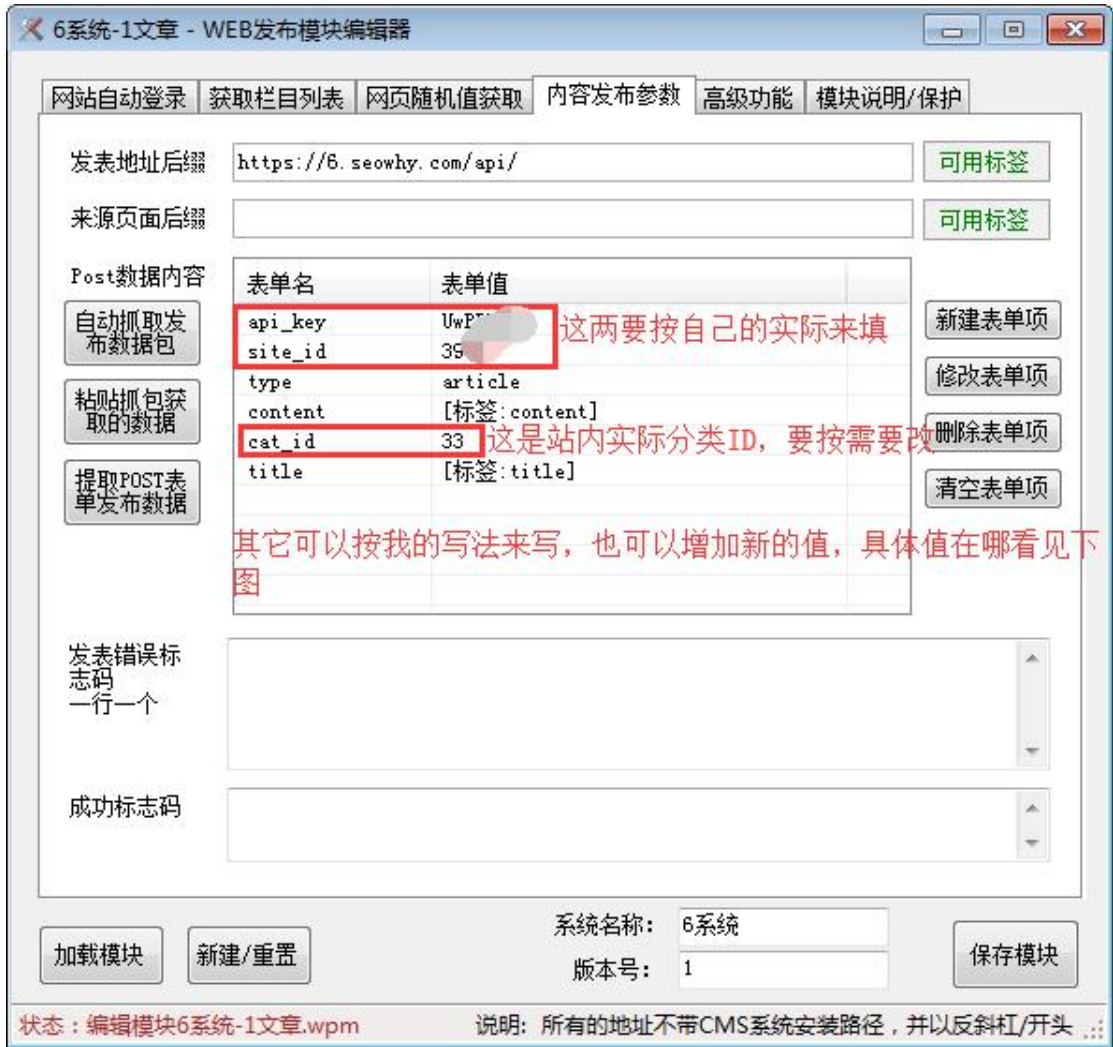 6系统-1文章 - WEB发布模块编辑器
网站自动登录 获取栏目列表 网页随机值获取 内容发布参数 高级功能 模块说明/保护
发表地址后缀 https://6.seowhy.com/api/ 可用标签
来源页面后缀 可用标签
Post数据内容 表单名 表单值
自动抓取发
布数据包
粘贴抓包获
取的数据
提取POST表
单发布数据
api_key 这两要按自己的实际来填
site_id
type article
content [标签:content]
cat_id 33 这是站内实际分类ID，要按需要改
title [标签:title]
其它可以按我的写法来写，也可以增加新的值，具体值在哪看见下
图
新建表单项
修改表单项
删除表单项
清空表单项
发表错误标
志码
一行一个
成功标志码
加载模块 新建/重置
系统名称： 6系统
版本号： 1
保存模块
状态：编辑模块6系统-1文章.wpm 说明：所有的地址不带CMS系统安装路径，并以反斜杠/开头